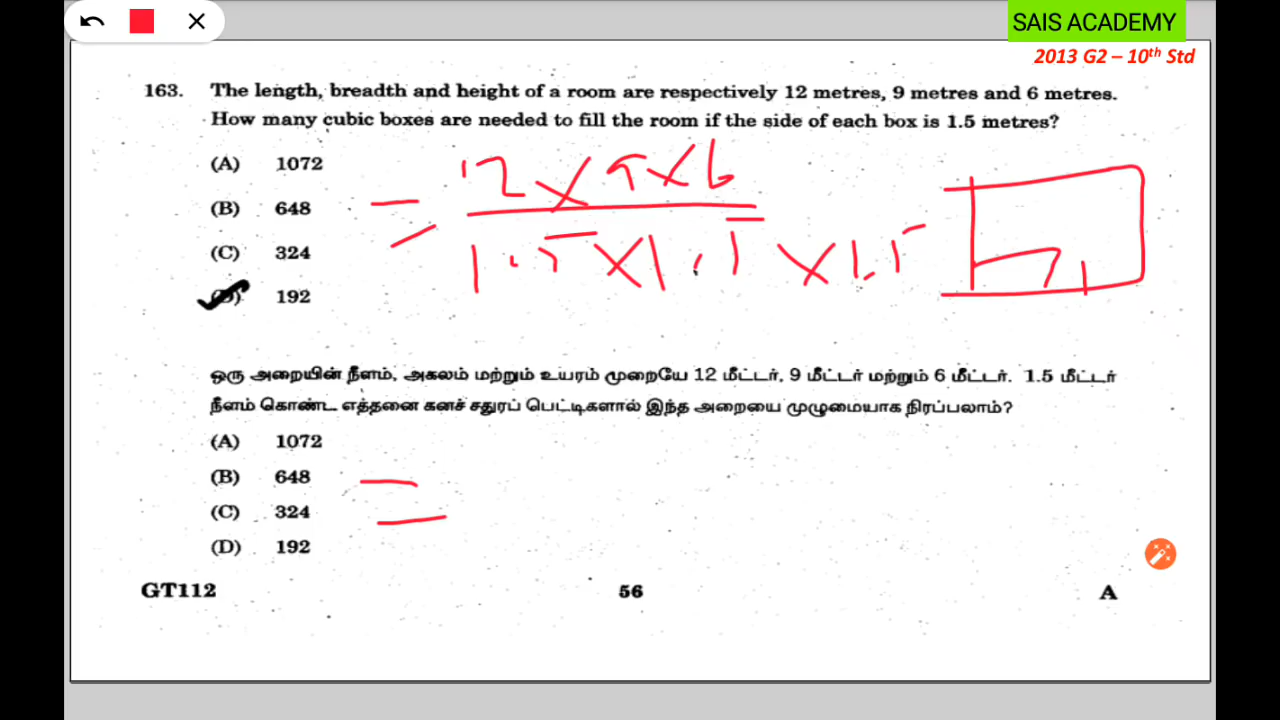 SAIS ACADEMY
2013 G2 – 10th Std
163. The length, breadth and height of a room are respectively 12 metres, 9 metres and 6 metres.
How many cubic boxes are needed to fill the room if the side of each box is 1.5 metres?
(A) 1072
12 × 9 × 6
(B) 648
=
(C) 324
1.5 × 1.5 × 1.5
(D) 192
ஒரு அறையின் நீளம், அகலம் மற்றும் உயரம் முறையே 12 மீட்டர், 9 மீட்டர் மற்றும் 6 மீட்டர். 1.5 மீட்டர்
நீளம் கொண்ட எத்தனை கனச் சதுரப் பெட்டிகளால் இந்த அறையை முழுமையாக நிரப்பலாம்?
(A) 1072
(B) 648
=
(C) 324
(D) 192
GT112 56 A